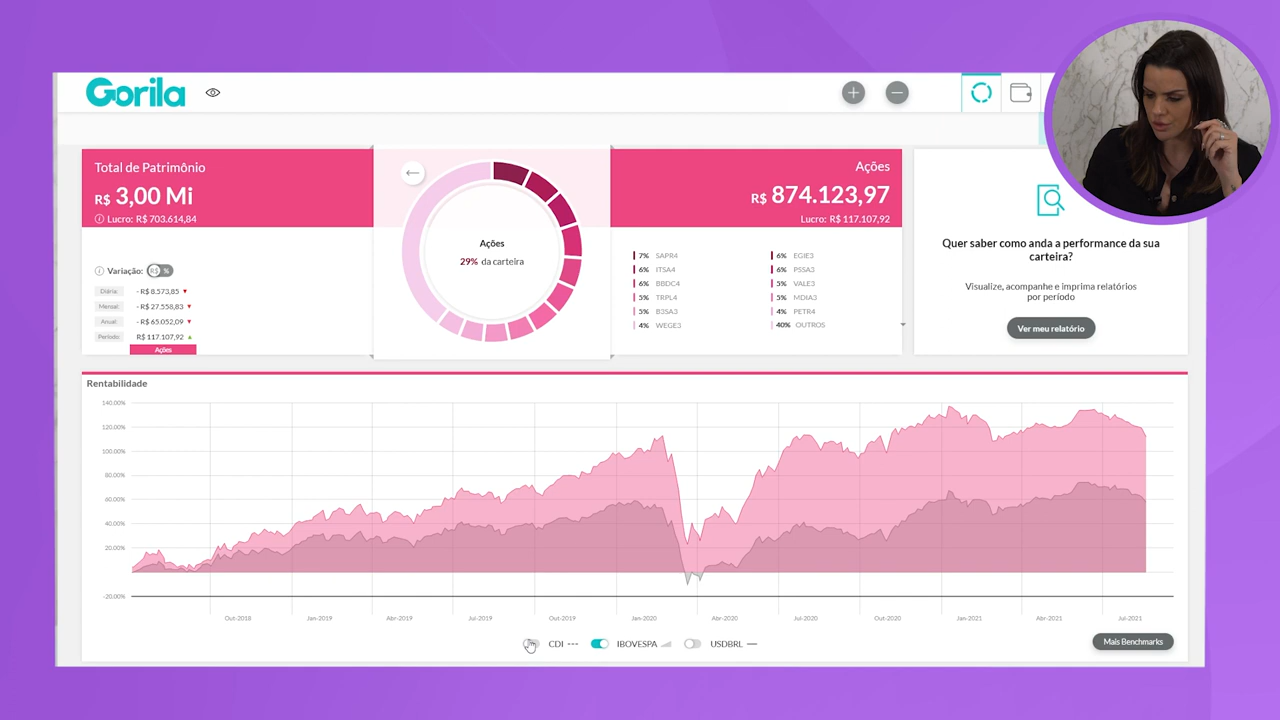 Gorila
Total de Patrimônio
R$ 3,00 Mi
Lucro: R$ 703.614,84
Variação: R$ %
Diária: - R$ 8.573,85
Mensal: - R$ 27.558,83
Anual: - R$ 65.052,09
Período: R$ 117.107,92
Ações
Ações
29% da carteira
Ações
R$ 874.123,97
Lucro: R$ 117.107,92
7% SAPR4
6% ITSA4
6% BBDC4
5% TRPL4
5% B3SA3
4% WEGE3
6% EGIE3
6% PSSA3
5% VALE3
5% MDIA3
4% PETR4
40% OUTROS
Quer saber como anda a performance da sua
carteira?
Visualize, acompanhe e imprima relatórios
por período
Ver meu relatório
Rentabilidade
140.00%
120.00%
100.00%
80.00%
60.00%
40.00%
20.00%
-20.00%
Out-2018 Jan-2019 Abr-2019 Jul-2019 Out-2019 Jan-2020 Abr-2020 Jul-2020 Out-2020 Jan-2021 Abr-2021 Jul-2021
CDI IBOVESPA USDBRL
Mais Benchmarks